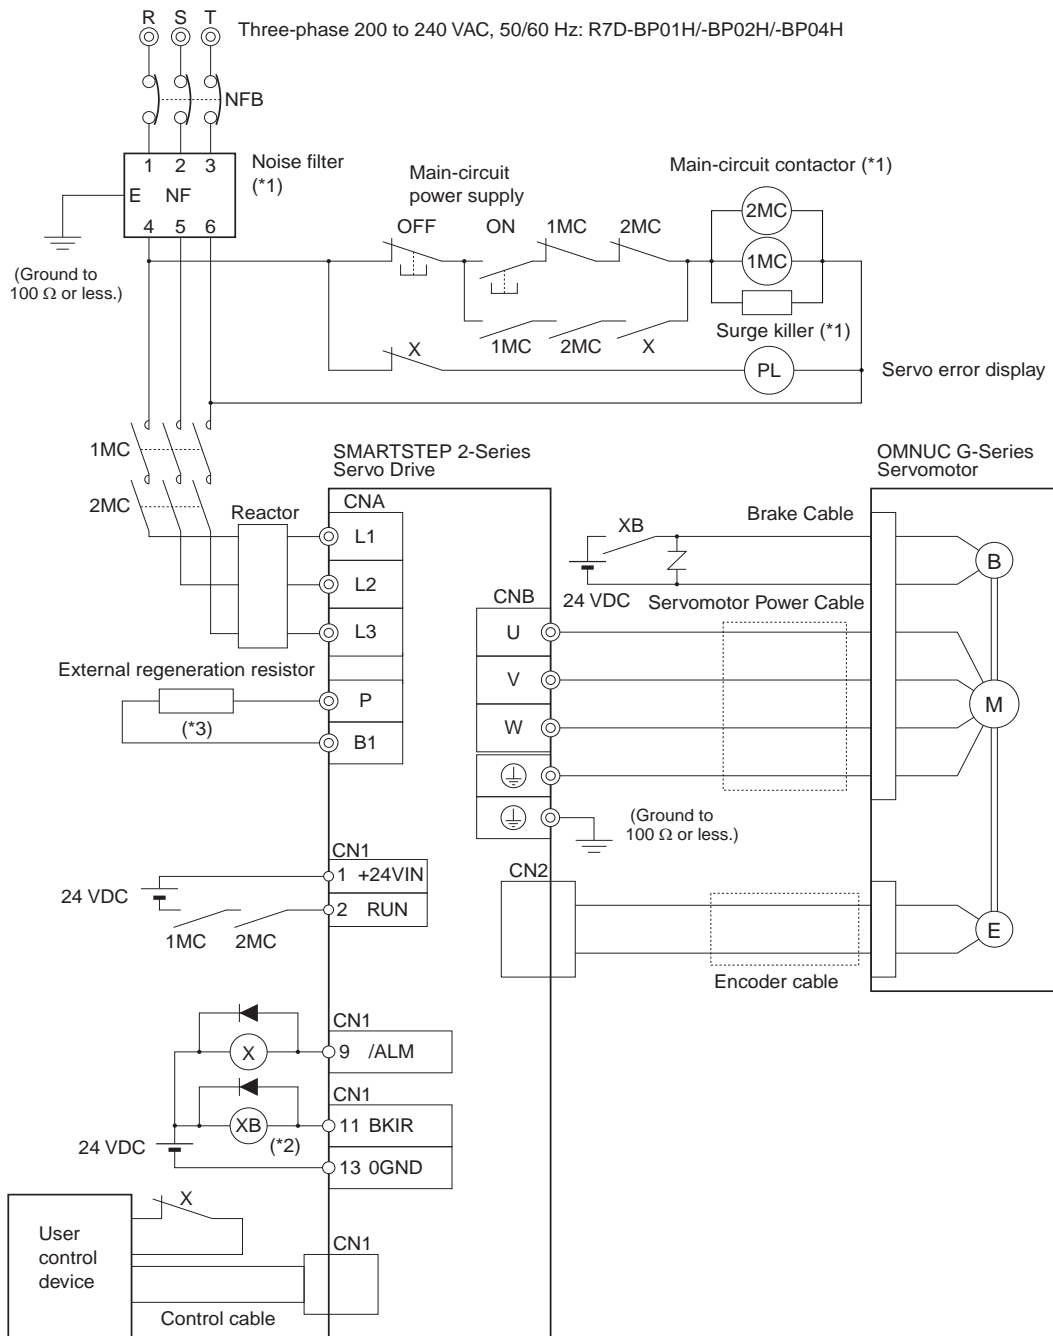 R S T
Three-phase 200 to 240 VAC, 50/60 Hz: R7D-BP01H/-BP02H/-BP04H
NFB
1 2 3
Noise filter
(*1)
E NF
4 5 6
(Ground to
100 Ω or less.)
Main-circuit
power supply
OFF ON 1MC 2MC
Main-circuit contactor (*1)
2MC
1MC
Surge killer (*1)
1MC 2MC X
X
PL
Servo error display
1MC
2MC
Reactor
SMARTSTEP 2-Series
Servo Drive
CNA
L1
L2
L3
External regeneration resistor
(*3)
P
B1
OMNUC G-Series
Servomotor
XB
Brake Cable
24 VDC
B
Servomotor Power Cable
CNB
U
V
W
M
(Ground to
100 Ω or less.)
CN1
1 +24VIN
2 RUN
24 VDC
1MC 2MC
CN2
E
Encoder cable
CN1
X
9 /ALM
CN1
XB
(*2)
11 BKIR
24 VDC
13 0GND
X
User
control
device
CN1
Control cable